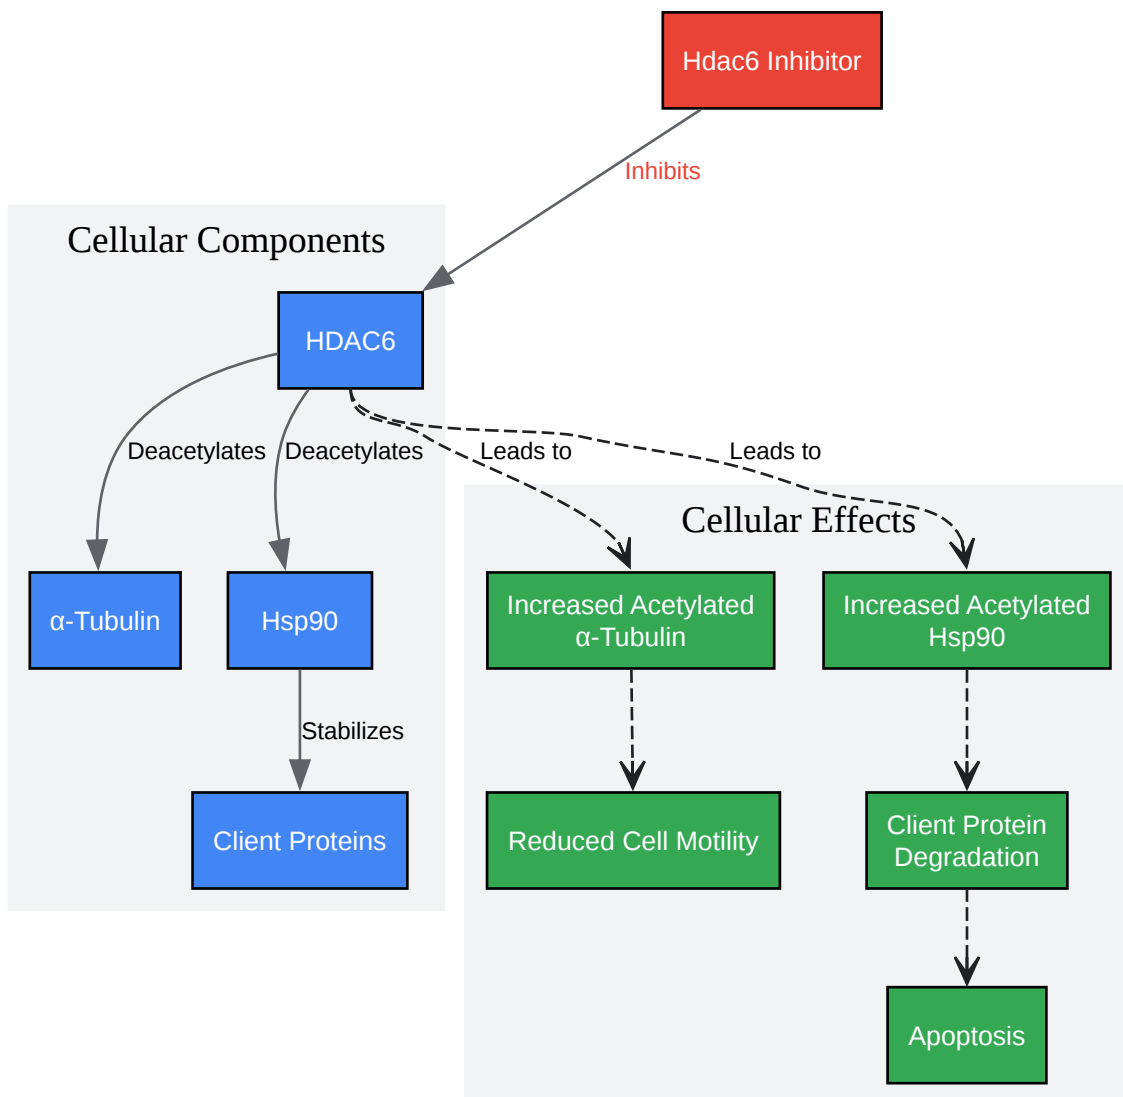 Hdac6 Inhibitor
Inhibits
Cellular Components
HDAC6
Deacetylates
Deacetylates
Leads to
Leads to
Cellular Effects
α-Tubulin
Hsp90
Increased Acetylated
α-Tubulin
Increased Acetylated
Hsp90
Stabilizes
Client Proteins
Reduced Cell Motility
Client Protein
Degradation
Apoptosis